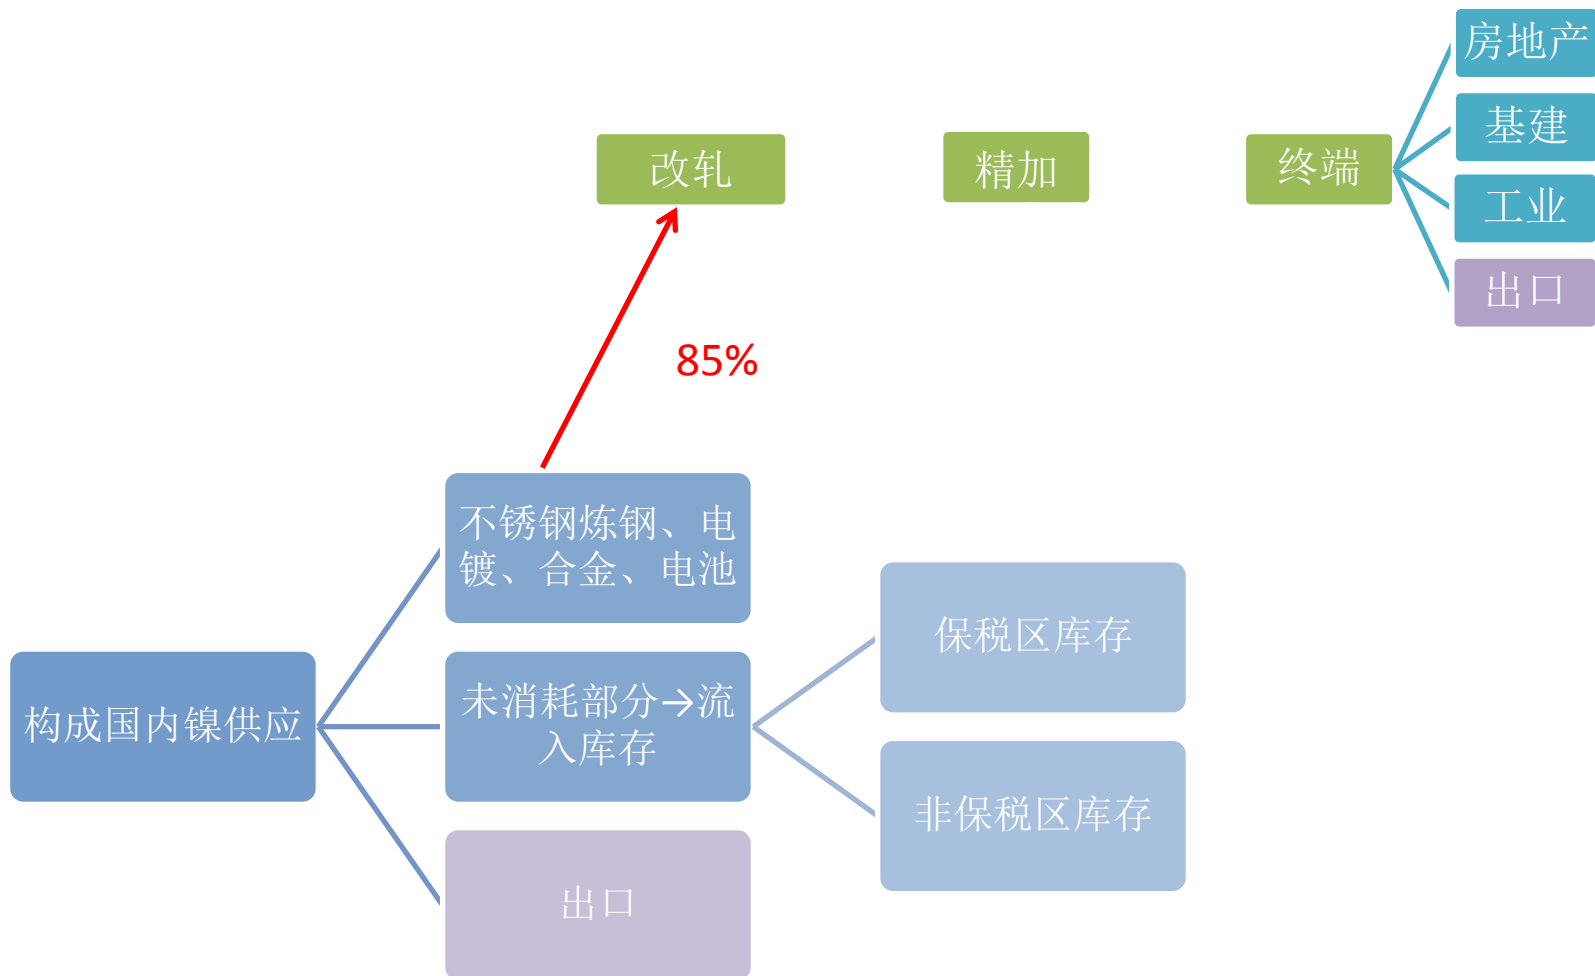 房地产
基建
改轧
精加
终端
工业
出口
85%
不锈钢炼钢、电
镀、合金、电池
保税区库存
构成国内镍供应
未消耗部分→流
入库存
非保税区库存
出口